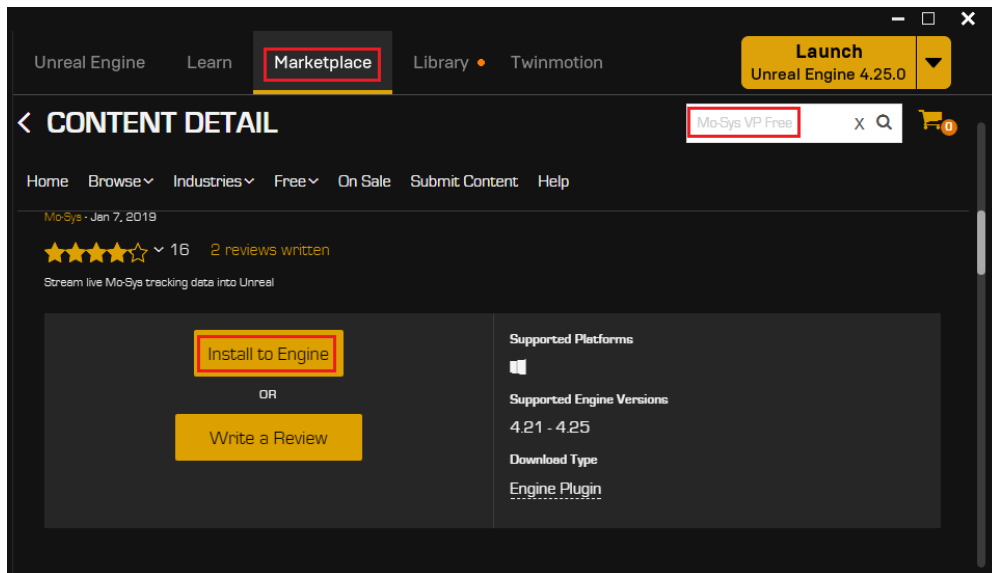 Unreal Engine Learn Marketplace Library Twinmotion
Launch
Unreal Engine 4.25.0
CONTENT DETAIL
Mo-Sys VP Free X
0
Home Browse Industries Free On Sale Submit Content Help
Mo-Sys - Jan 7, 2019
16 2 reviews written
Stream live Mo-Sys tracking data into Unreal
Install to Engine
OR
Write a Review
Supported Platforms
Supported Engine Versions
4.21 - 4.25
Download Type
Engine Plugin